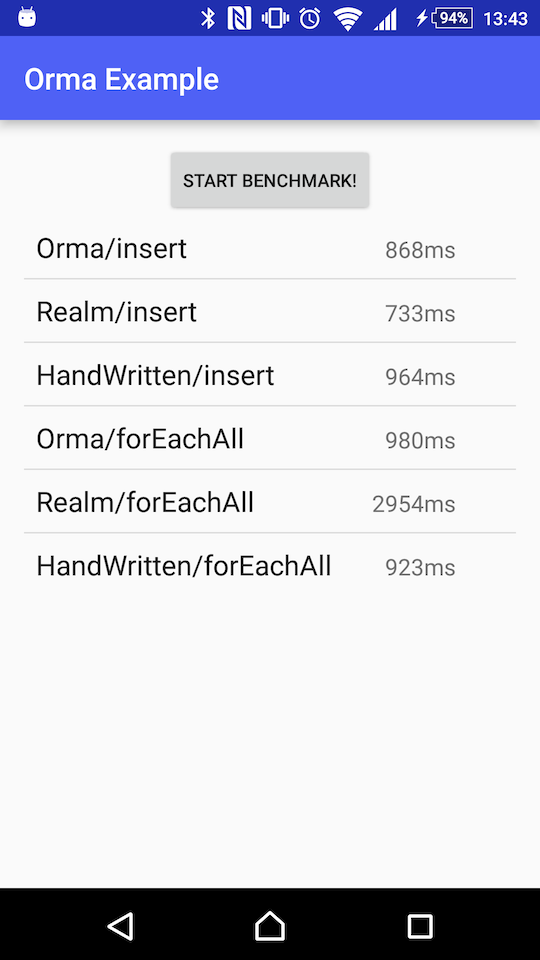 94% 13:43
Orma Example
START BENCHMARK!
Orma/insert 868ms
Realm/insert 733ms
HandWritten/insert 964ms
Orma/forEachAll 980ms
Realm/forEachAll 2954ms
HandWritten/forEachAll 923ms